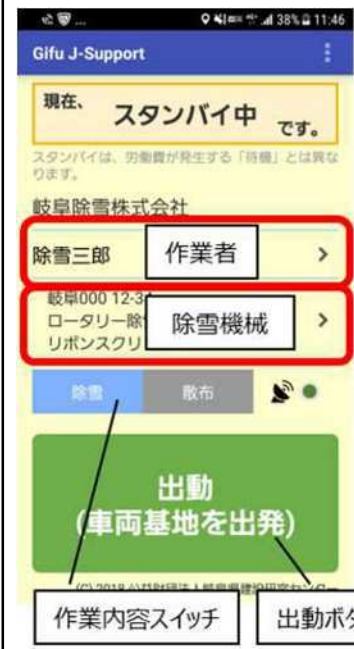 38% 11:46
Gifu J-Support
現在、
スタンバイ中
です。
スタンバイは、労働費が発生する「待機」とは異な
ります。
岐阜除雪株式会社
除雪三郎
作業者
岐阜000 12-3
ロータリー除
リボンスクリ
除雪機械
除雪
散布
出動
(車両基地を出発)
(C) 2018
作業内容スイッチ
出動ボタ